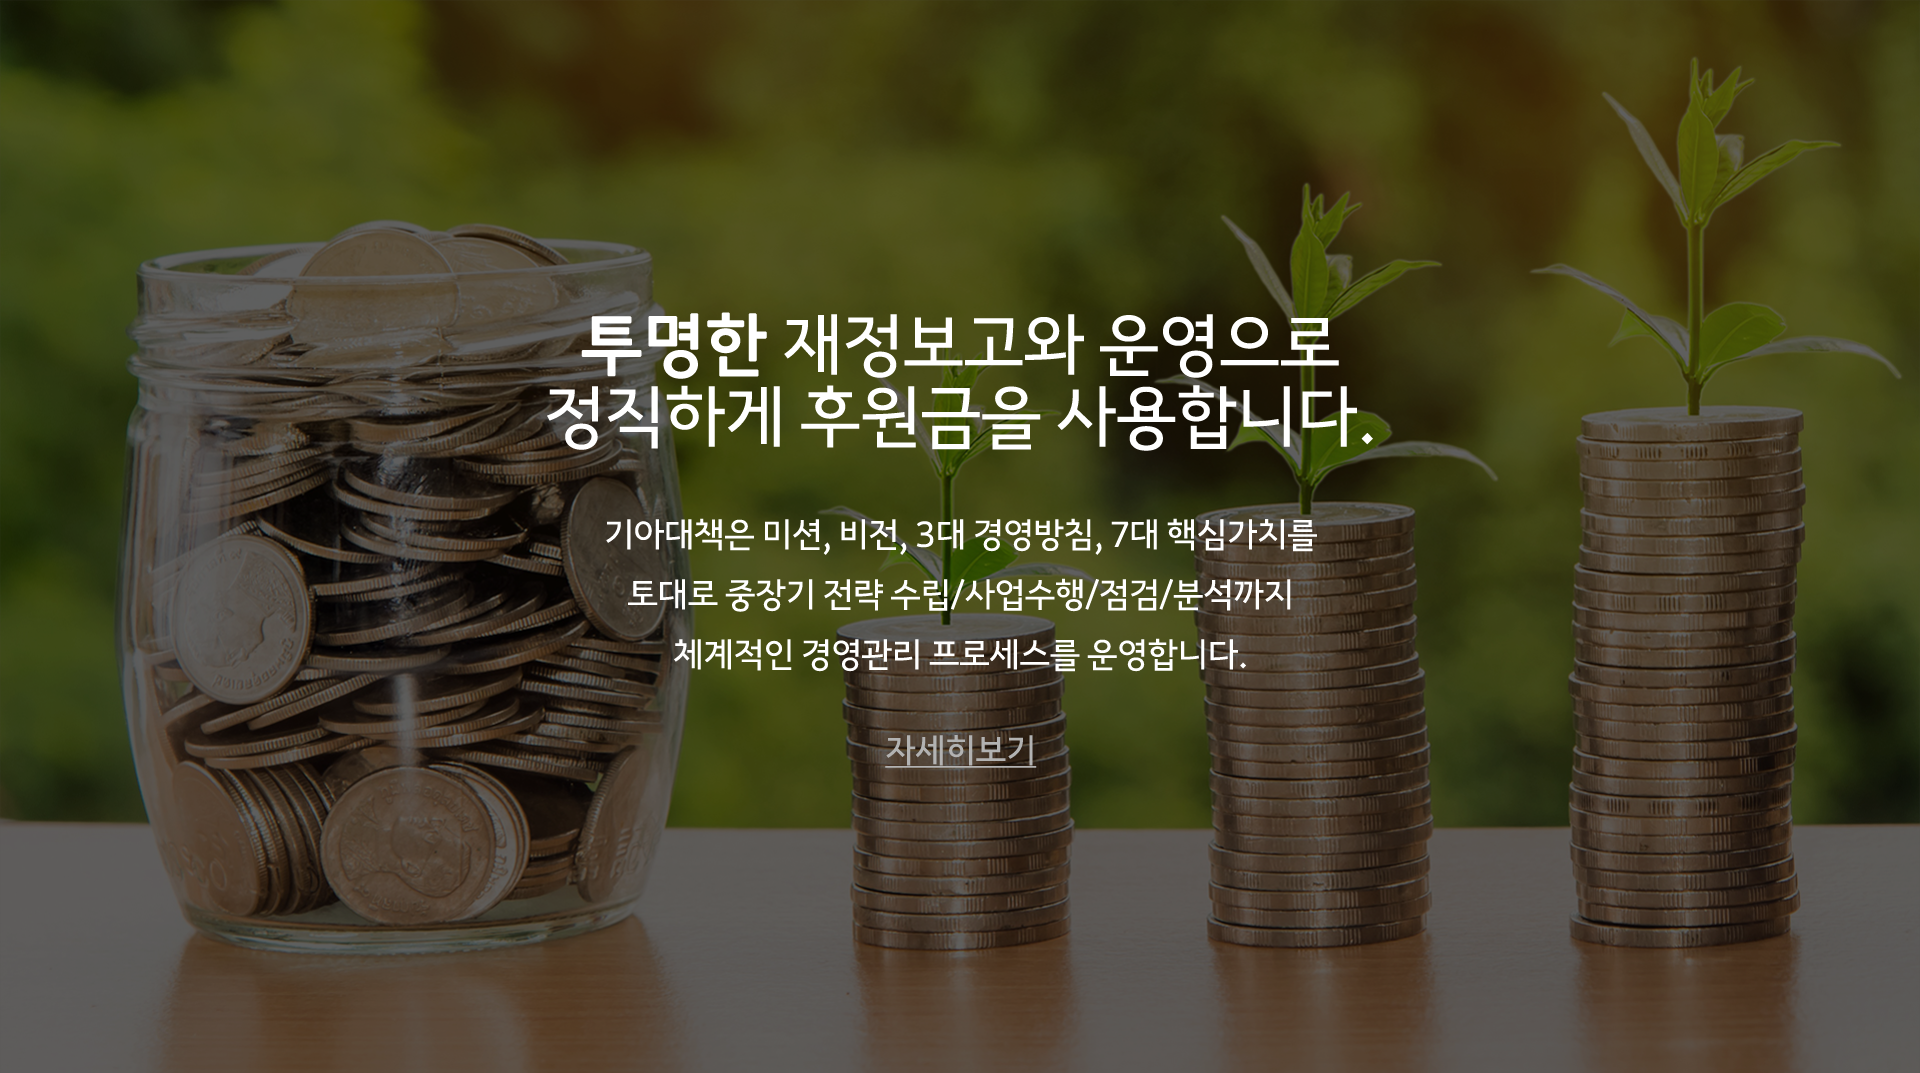 투명한 재정보고와 운영으로
정직하게 후원금을 사용합니다.
기아대책은 미션, 비전, 3대 경영방침, 7대 핵심가치를
토대로 중장기 전략 수립/사업수행/점검/분석까지
체계적인 경영관리 프로세스를 운영합니다.
자세히보기